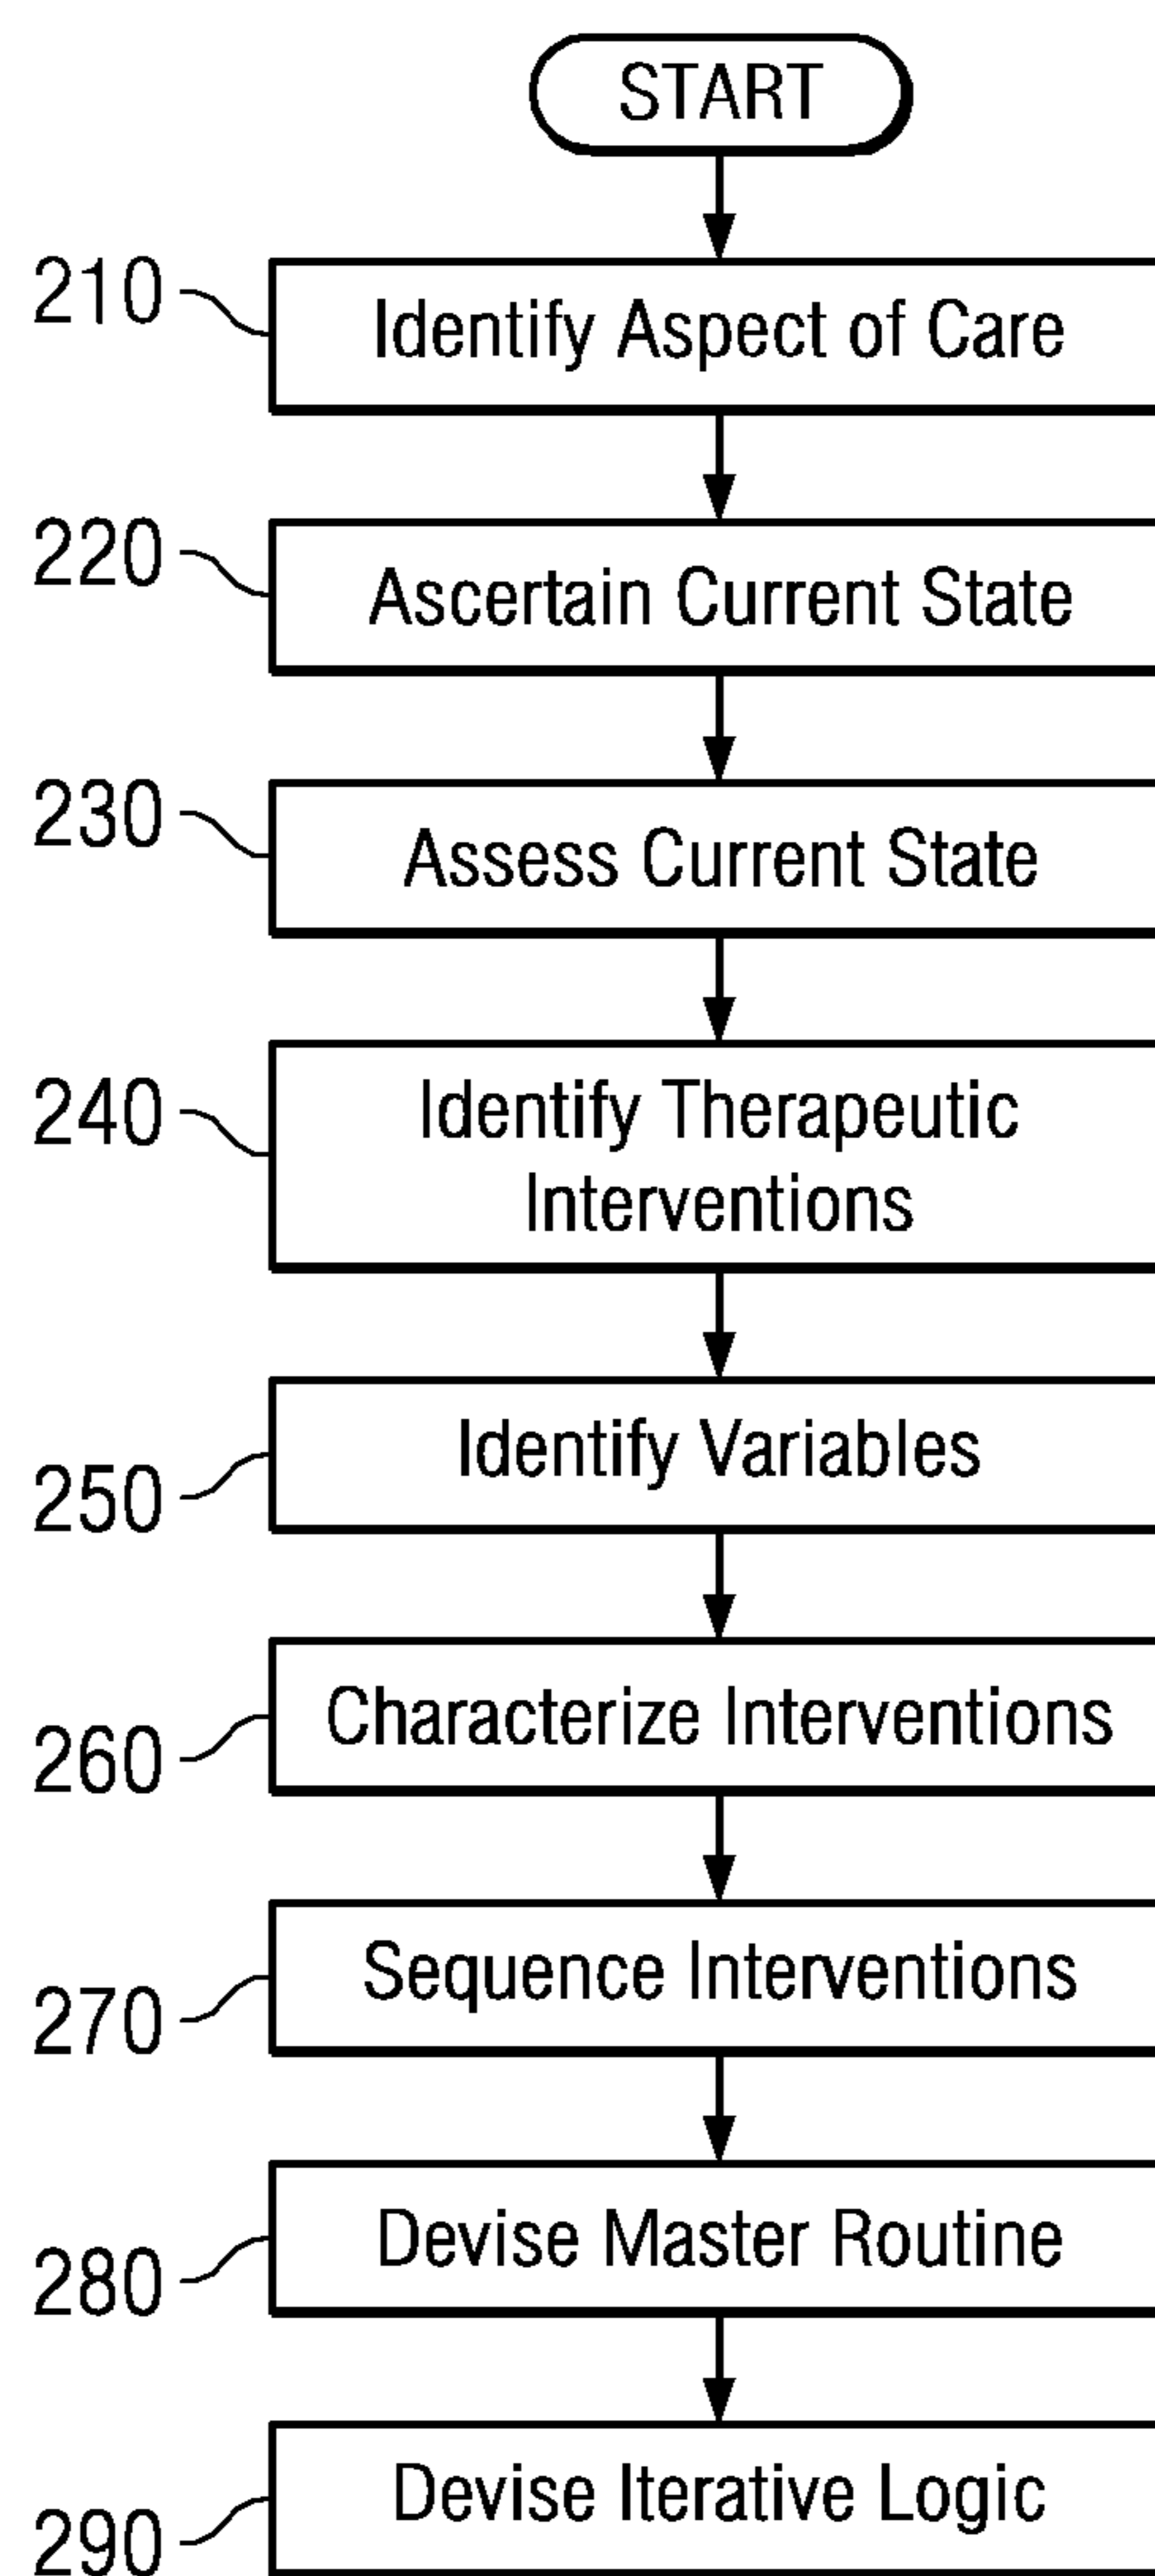 START
210
Identify Aspect of Care
220
Ascertain Current State
230
Assess Current State
240
Identify Therapeutic
Interventions
250
Identify Variables
260
Characterize Interventions
270
Sequence Interventions
280
Devise Master Routine
290
Devise Iterative Logic